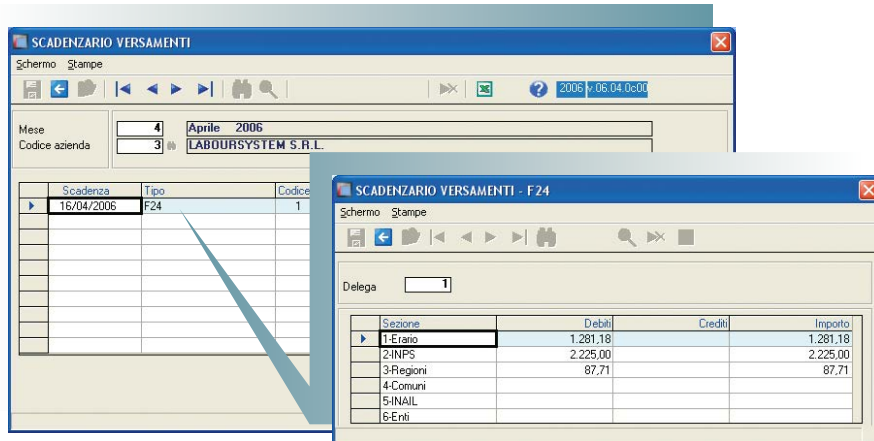 SCADENZARIO VERSAMENTI
Schermo Stampe
2006 v.06.04.0c00
Mese 4 Aprile 2006
Codice azienda 3 LABOURSYSTEM S.R.L.
Scadenza Tipo Codice
16/04/2006 F24 1
SCADENZARIO VERSAMENTI - F24
Schermo Stampe
Delega 1
Sezione Debiti Crediti Importo
1-Erario 1.281,18 1.281,18
2-INPS 2.225,00 2.225,00
3-Regioni 87,71 87,71
4-Comuni
5-INAIL
6-Enti